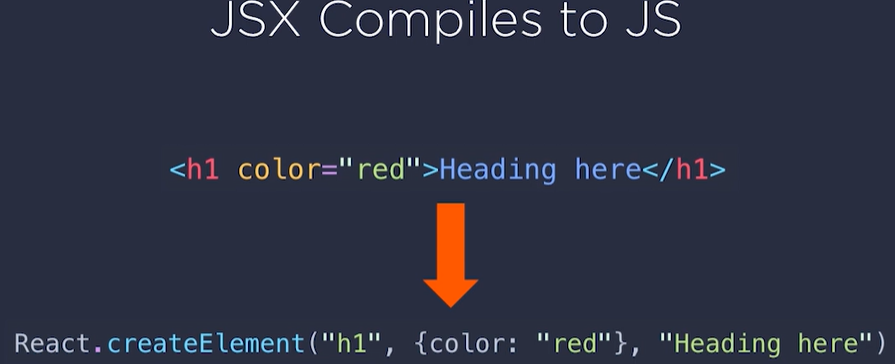 JSX Compiles to JS
<h1 color="red">Heading here</h1>
React.createElement("h1", {color: "red"}, "Heading here")